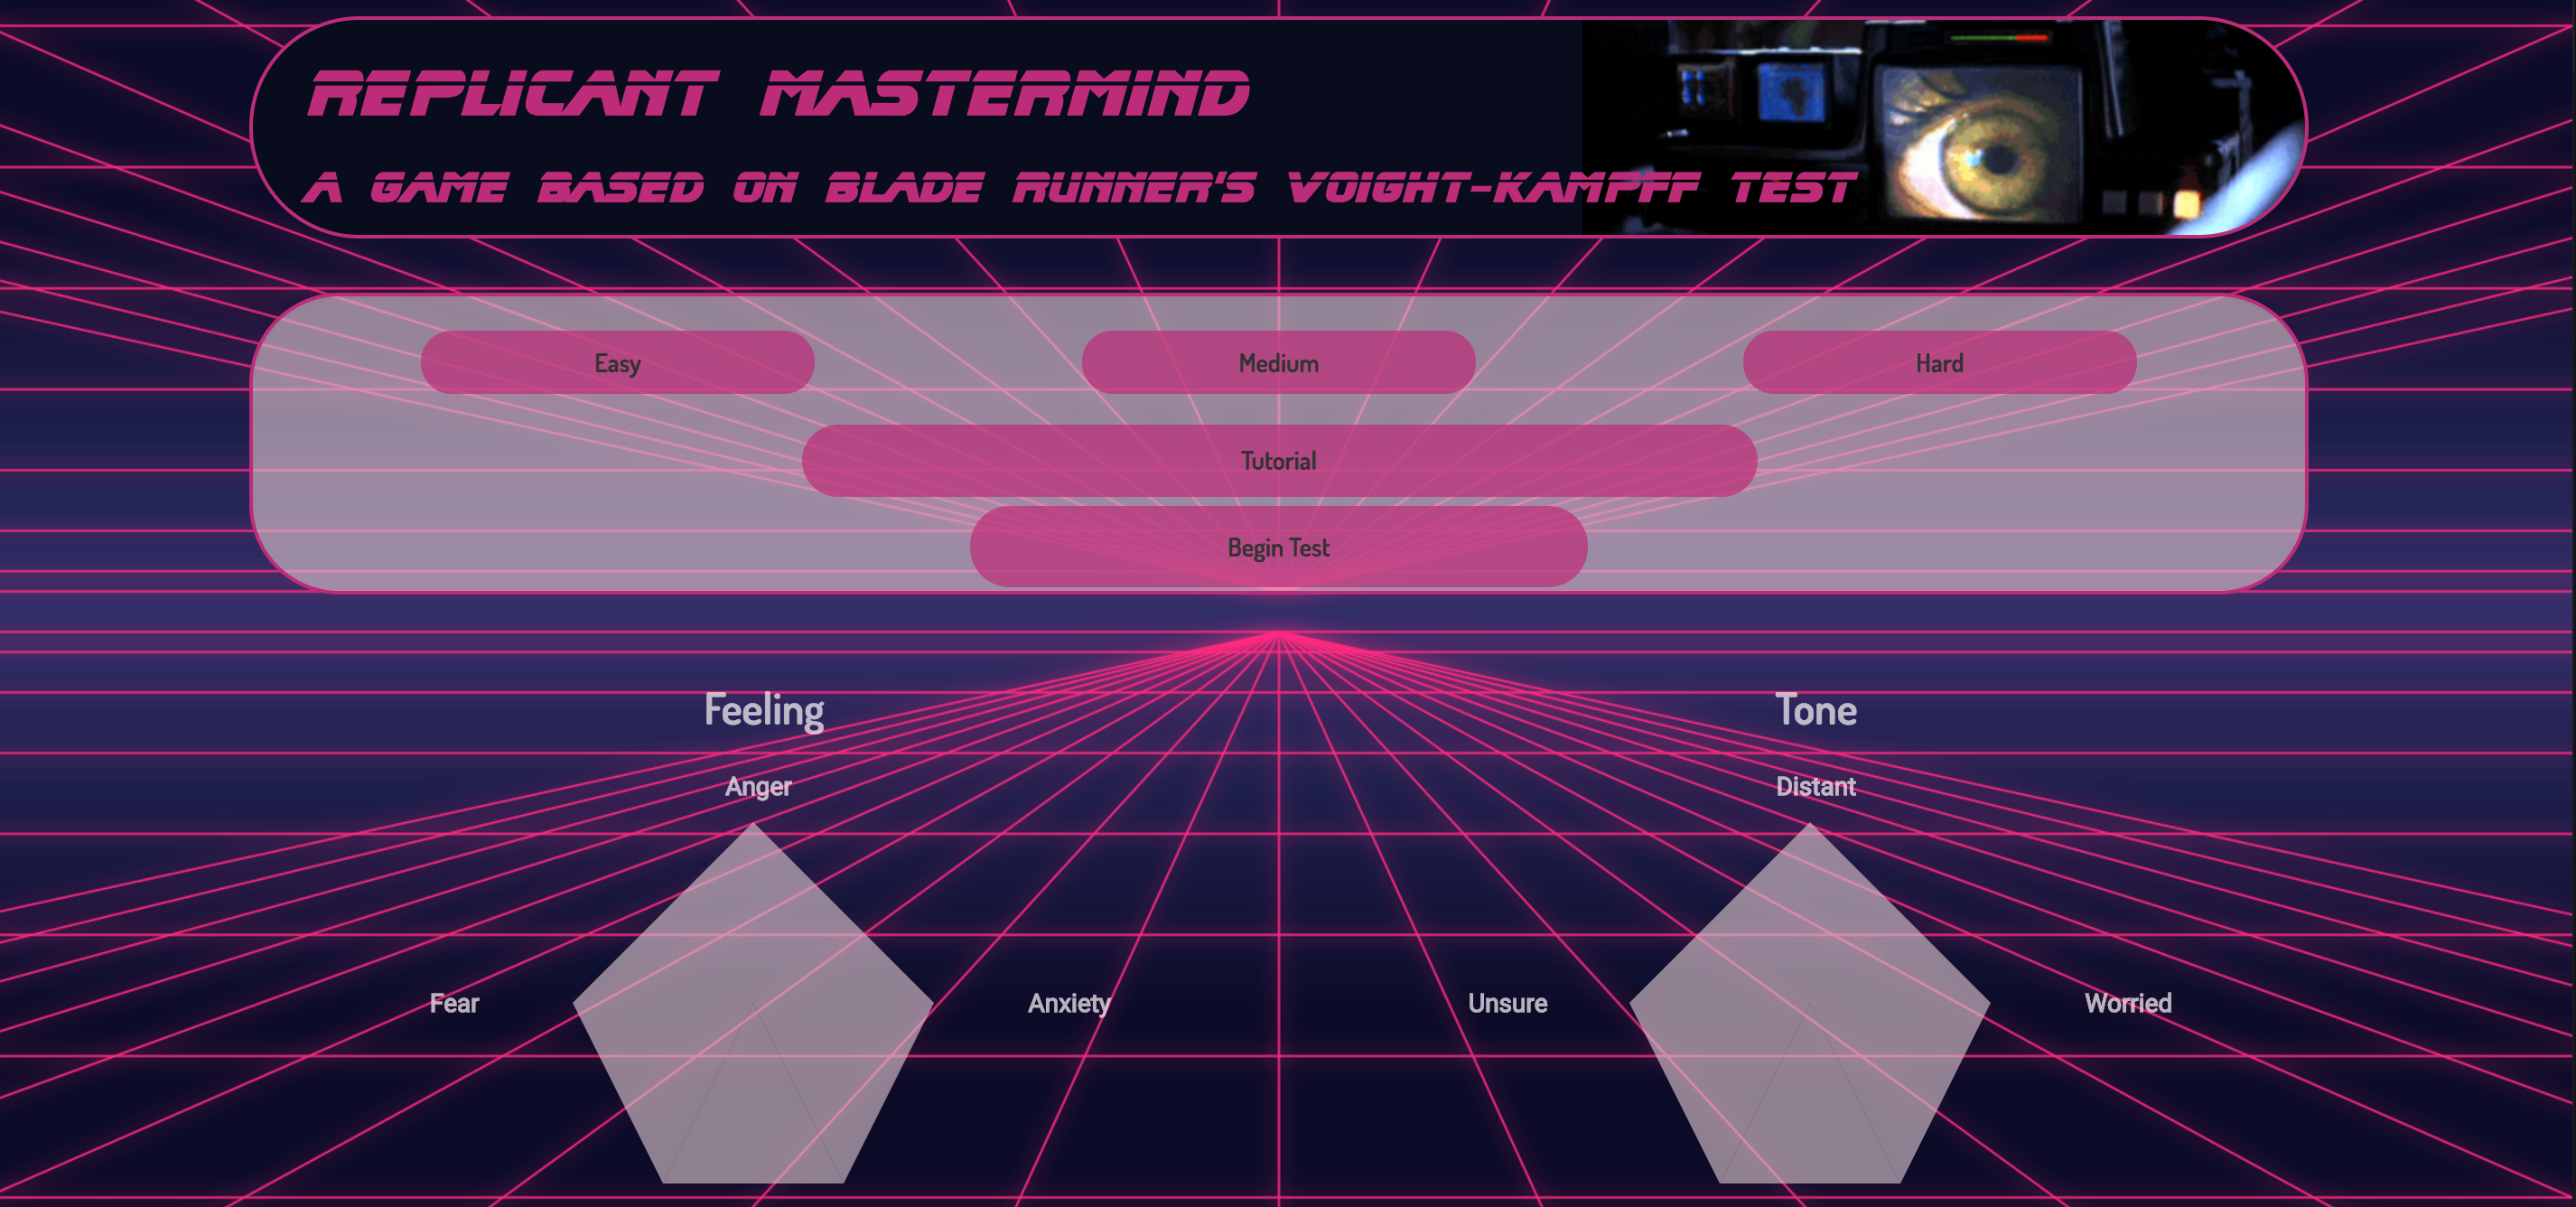 REPLICANT MASTERMIND
A GAME BASED ON BLADE RUNNER'S VOIGHT-KAMPFF TEST
Easy Medium Hard
Tutorial
Begin Test
Feeling Tone
Anger Distant
Fear Anxiety Unsure Worried